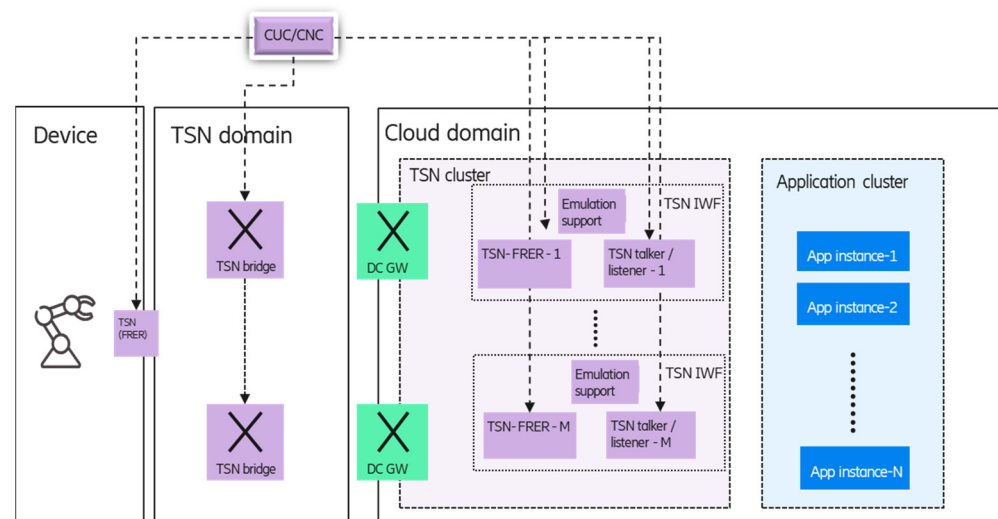 CUC/CNC
Device
TSN domain
Cloud domain
TSN cluster
Application cluster
Emulation
support
TSN IWF
TSN bridge
DC GW
TSN- FRER - 1
TSN talker /
listener - 1
App instance-1
App instance-2
TSN
(FRER)
Emulation
support
TSN IWF
TSN bridge
DC GW
TSN- FRER - M
TSN talker /
listener - M
App instance-N